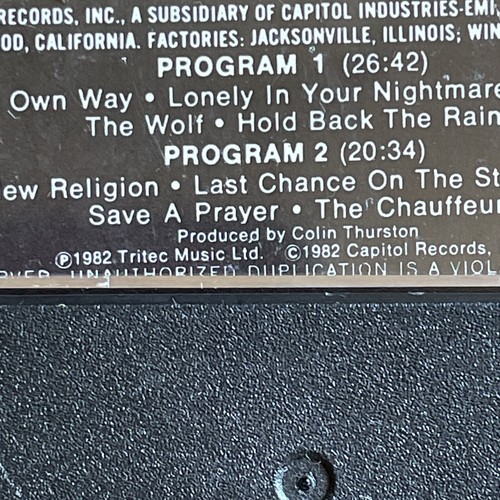 RECORDS, INC., A SUBSIDIARY OF CAPITOL INDUSTRIES-EMI,
OD, CALIFORNIA. FACTORIES: JACKSONVILLE, ILLINOIS; WIN
PROGRAM 1 (26:42)
Own Way • Lonely In Your Nightmare
The Wolf • Hold Back The Rain
PROGRAM 2 (20:34)
ew Religion • Last Chance On The St
Save A Prayer • The Chauffeur
Produced by Colin Thurston
℗1982 Tritec Music Ltd. ©1982 Capitol Records,
RVED. UNAUTHORIZED DUPLICATION IS A VIOL